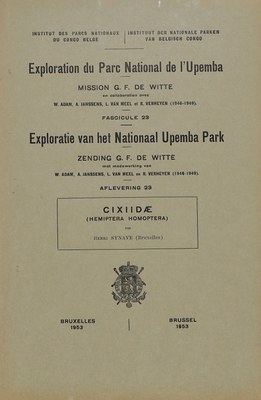 INSTITUT DES PARCS NATIONAUX
DU CONGO BELGE
INSTITUUT DER NATIONALE PARKEN
VAN BELGISCH CONGO
Exploration du Parc National de l'Upemba
MISSION G. F. DE WITTE
en collaboration avec
W. ADAM, A. JANSSENS, L. VAN MEEL et R. VERHEYEN (1946-1949).
FASCICULE 23
Exploratie van het Nationaal Upemba Park
ZENDING G. F. DE WITTE
met medewerking van
W. ADAM, A. JANSSENS, L. VAN MEEL en R. VERHEYEN (1946-1949).
AFLEVERING 23
CIXIIDÆ
(HEMIPTERA HOMOPTERA)
PAR
HENRI SYNAVE (Bruxelles)
BRUXELLES
1953
BRUSSEL
1953